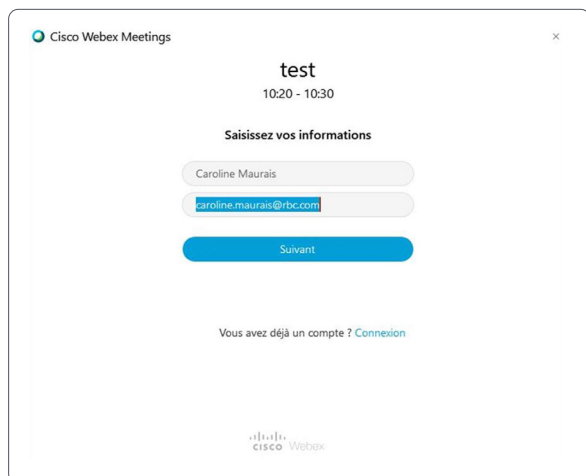 Cisco Webex Meetings
test
10:20 - 10:30
Saisissez vos informations
Caroline Maurais
caroline.maurais@rbc.com
Suivant
Vous avez déjà un compte ? Connexion
CISCO Webex